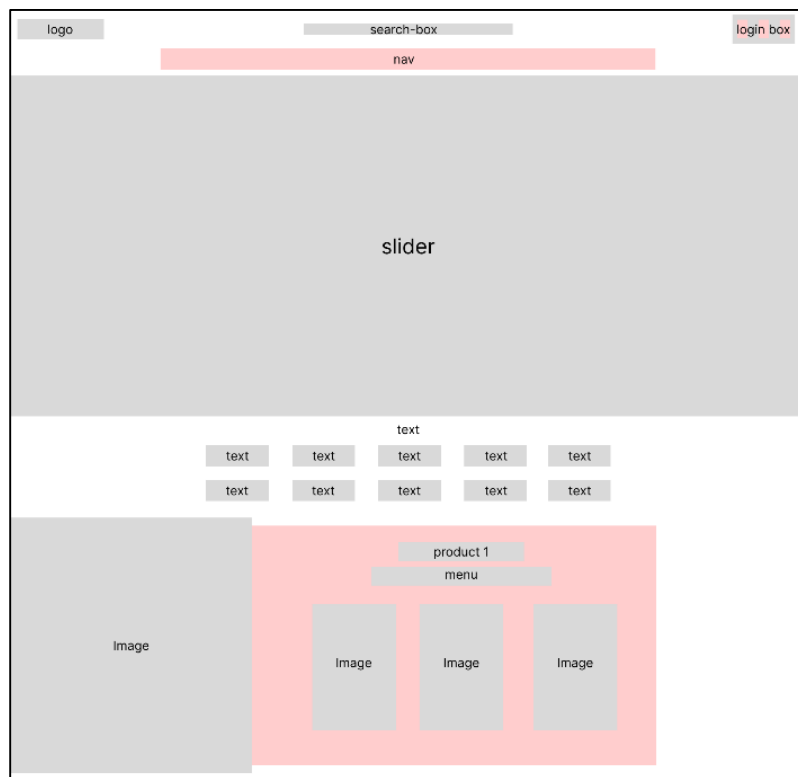 logo
search-box
login box
nav
slider
text
text text text text text
text text text text text
product 1
menu
Image
Image Image Image